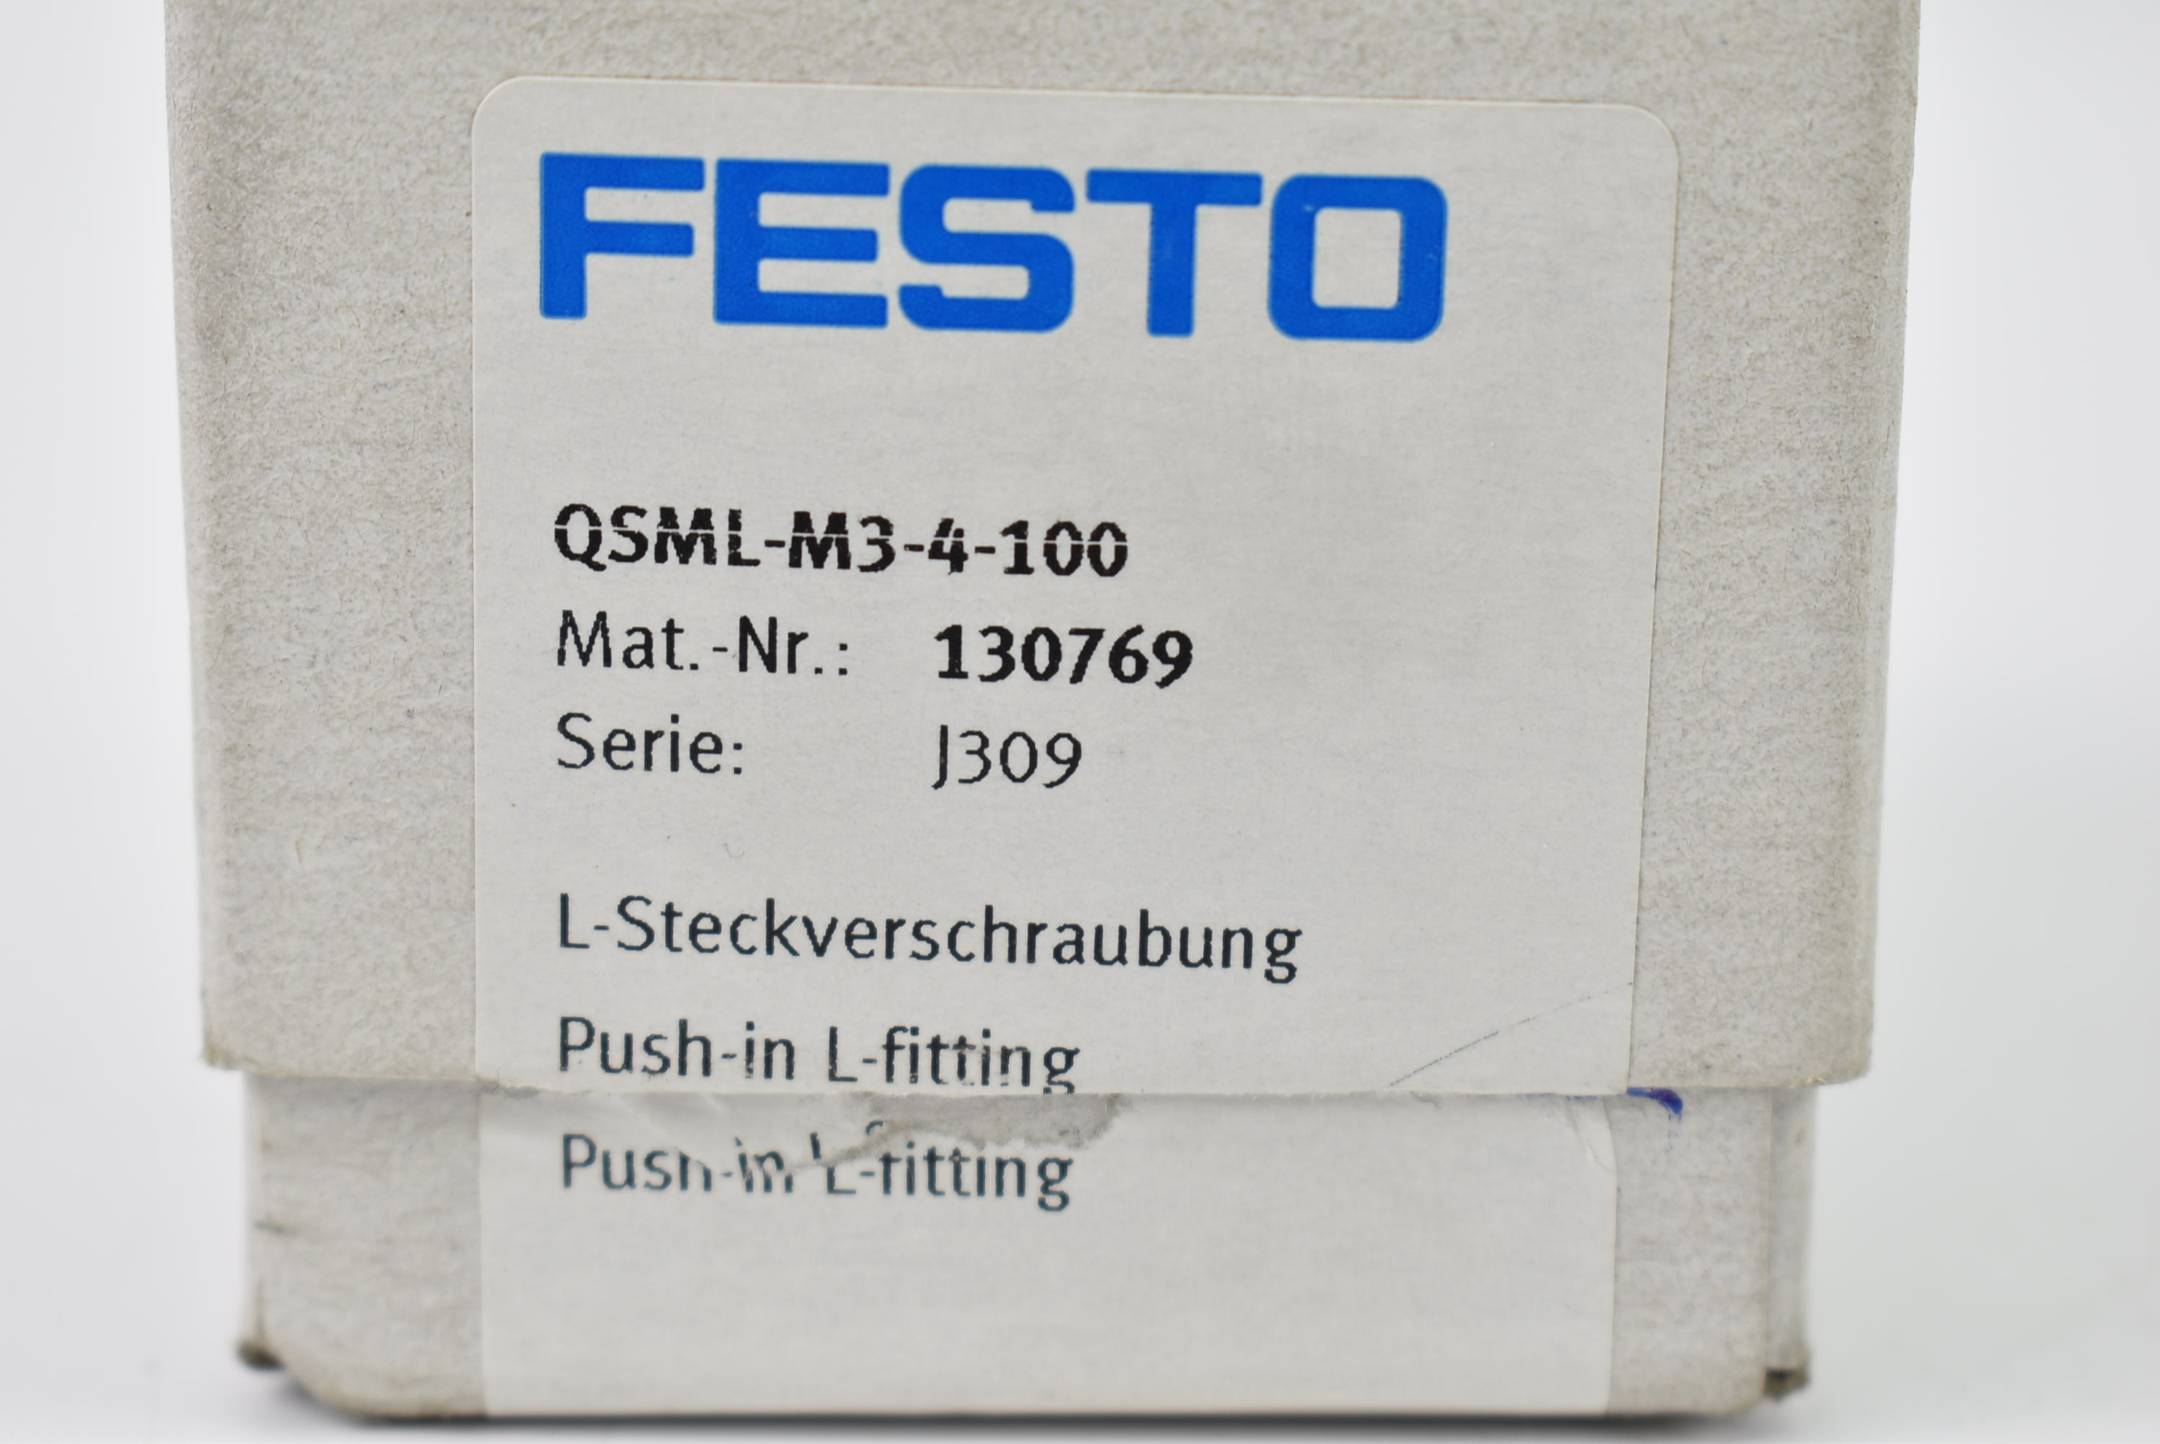 FESTO
QSML-M3-4-100
Mat.-Nr.: 130769
Serie: J309
L-Steckverschraubung
Push-in L-fitting
Push-in L-fitting